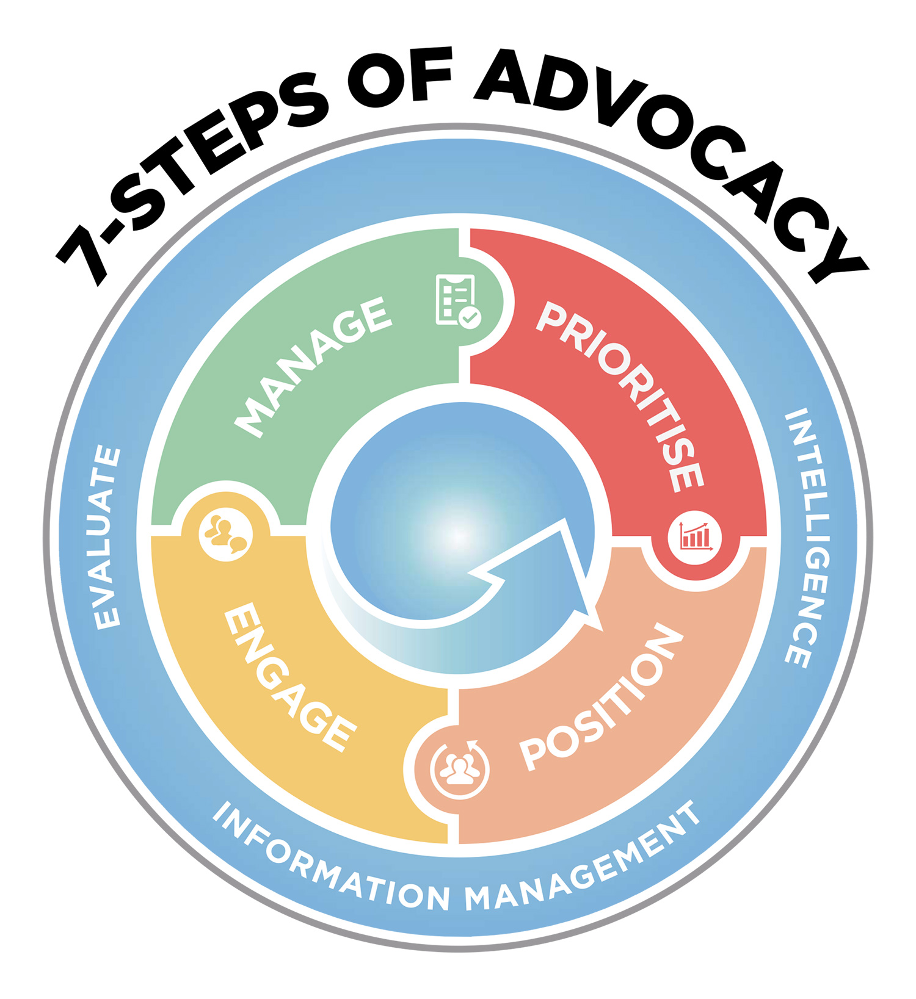 7-STEPS OF ADVOCACY
MANAGE
PRIORITISE
POSITION
ENGAGE
INTELLIGENCE
INFORMATION MANAGEMENT
EVALUATE